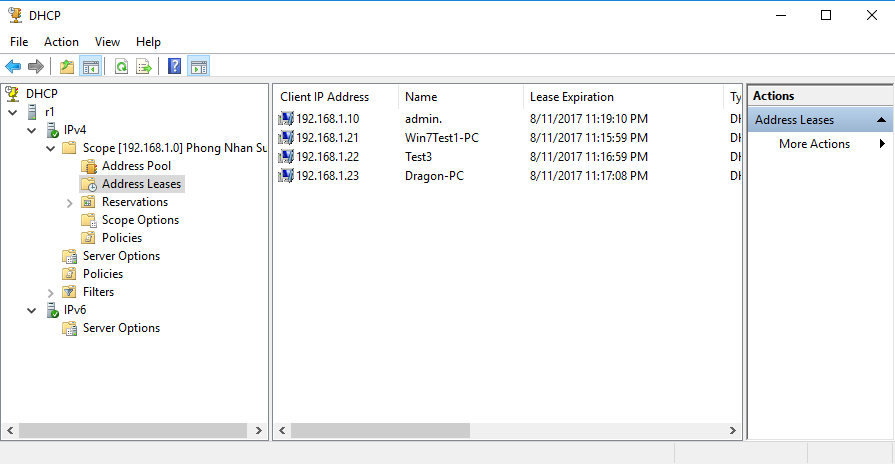 DHCP
File Action View Help
DHCP
r1
IPv4
Scope [192.168.1.0] Phong Nhan Su
Address Pool
Address Leases
Reservations
Scope Options
Policies
Server Options
Policies
Filters
IPv6
Server Options
Client IP Address Name Lease Expiration Ty
192.168.1.10 admin. 8/11/2017 11:19:10 PM DH
192.168.1.21 Win7Test1-PC 8/11/2017 11:15:59 PM DH
192.168.1.22 Test3 8/11/2017 11:16:59 PM DH
192.168.1.23 Dragon-PC 8/11/2017 11:17:08 PM DH
Actions
Address Leases
More Actions